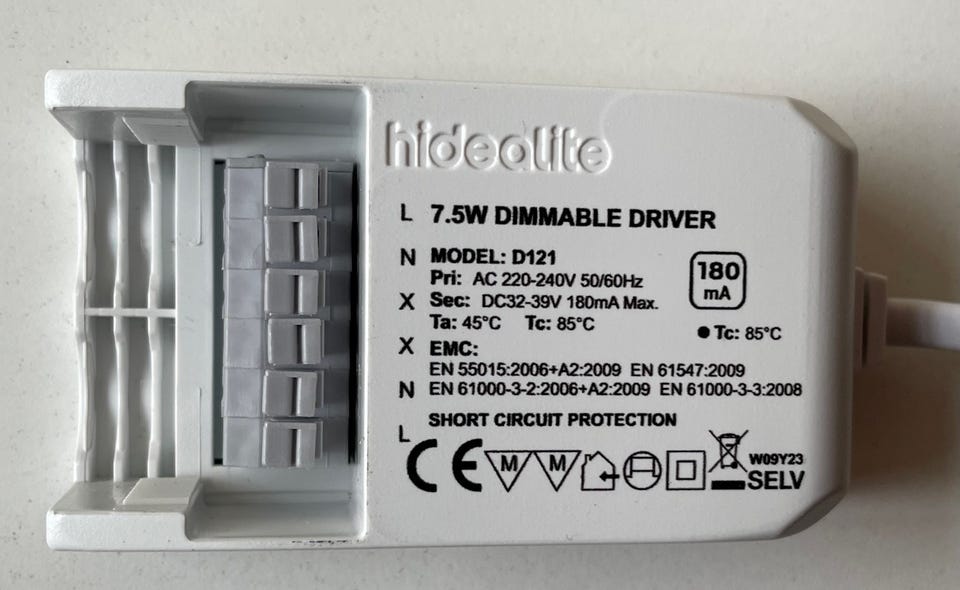 hidealite
L 7.5W DIMMABLE DRIVER
N MODEL: D121
Pri: AC 220-240V 50/60Hz
180
mA
X Sec: DC32-39V 180mA Max.
Ta: 45°C Tc: 85°C
● Tc: 85°C
X EMC:
EN 55015:2006+A2:2009 EN 61547:2009
N EN 61000-3-2:2006+A2:2009 EN 61000-3-3:2008
SHORT CIRCUIT PROTECTION
L
CE M M W09Y23
SELV